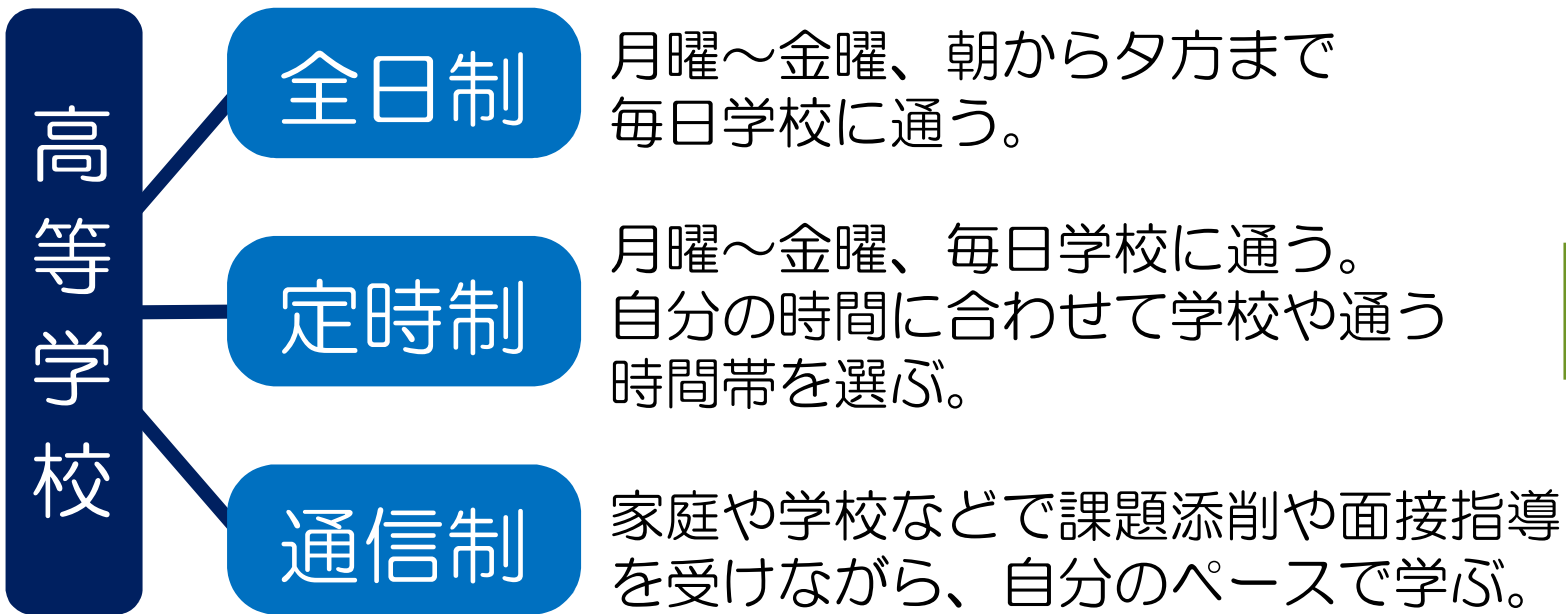 高等学校
全日制
月曜～金曜、朝から夕方まで
毎日学校に通う。
定時制
月曜～金曜、毎日学校に通う。
自分の時間に合わせて学校や通う
時間帯を選ぶ。
通信制
家庭や学校などで課題添削や面接指導
を受けながら、自分のペースで学ぶ。